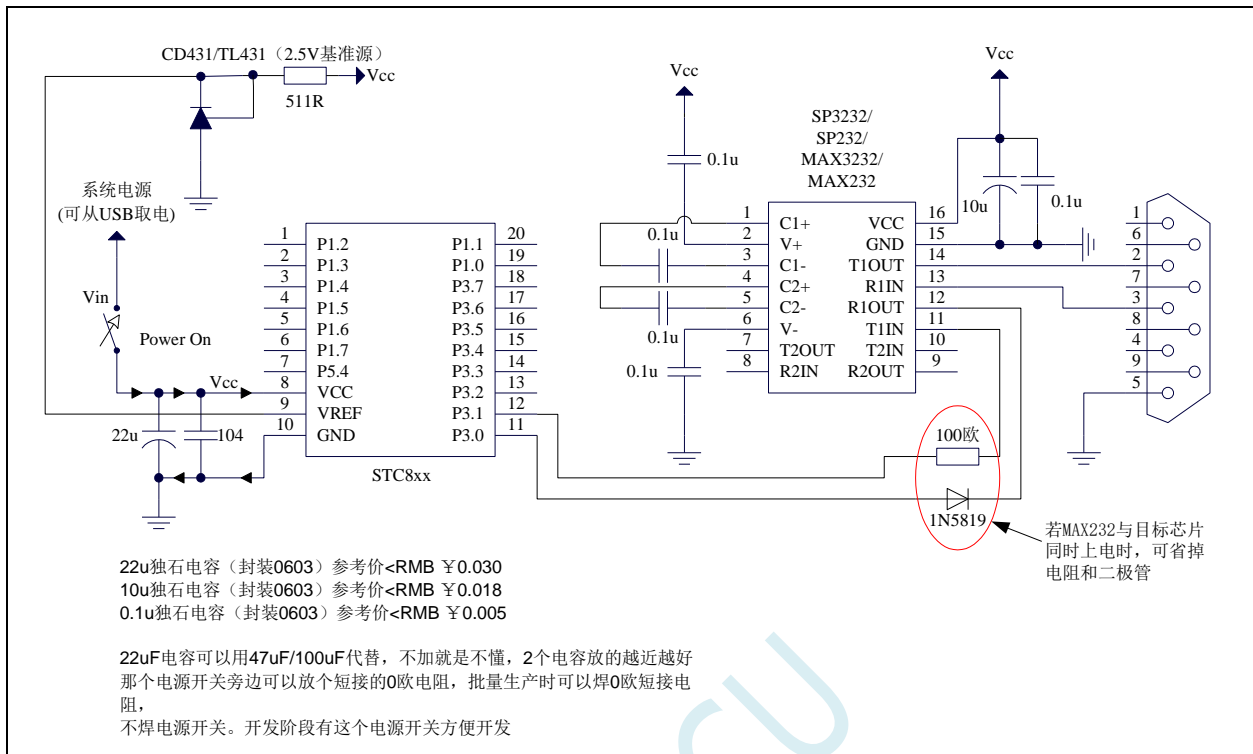 CD431/TL431（2.5V基准源）
Vcc
511R
系统电源
(可从USB取电)
Vin
Power On
Vcc
22u
104
1
2
3
4
5
6
7
8
9
10
P1.2
P1.3
P1.4
P1.5
P1.6
P1.7
P5.4
VCC
VREF
GND
P1.1
P1.0
P3.7
P3.6
P3.5
P3.4
P3.3
P3.2
P3.1
P3.0
20
19
18
17
16
15
14
13
12
11
STC8xx
Vcc
0.1u
0.1u
0.1u
0.1u
SP3232/
SP232/
MAX3232/
MAX232
1
2
3
4
5
6
7
8
C1+
V+
C1-
C2+
C2-
V-
T2OUT
R2IN
VCC
GND
T1OUT
R1IN
R1OUT
T1IN
T2IN
R2OUT
16
15
14
13
12
11
10
9
Vcc
10u
0.1u
1
6
2
7
3
8
4
9
5
100欧
1N5819
若MAX232与目标芯片
同时上电时，可省掉
电阻和二极管
22u独石电容（封装0603）参考价<RMB ￥0.030
10u独石电容（封装0603）参考价<RMB ￥0.018
0.1u独石电容（封装0603）参考价<RMB ￥0.005
22uF电容可以用47uF/100uF代替，不加就是不懂，2个电容放的越近越好
那个电源开关旁边可以放个短接的0欧电阻，批量生产时可以焊0欧短接电
阻，
不焊电源开关。开发阶段有这个电源开关方便开发